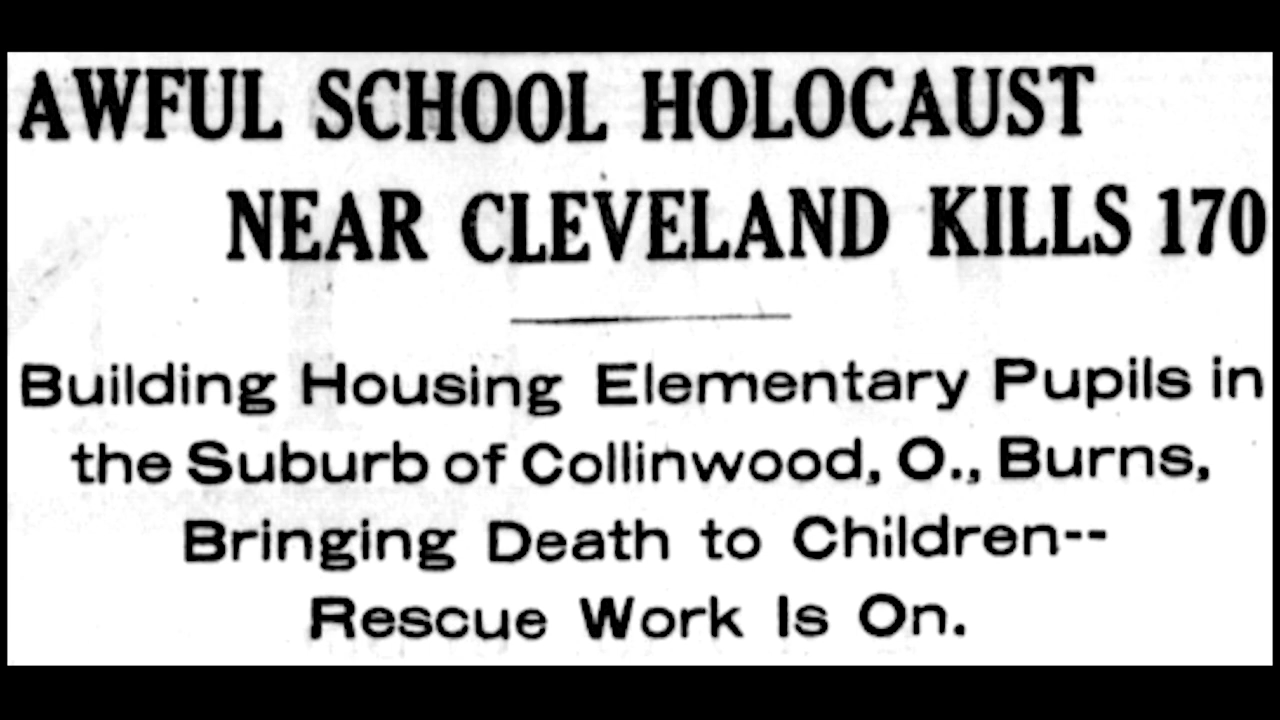 AWFUL SCHOOL HOLOCAUST
NEAR CLEVELAND KILLS 170
Building Housing Elementary Pupils in
the Suburb of Collinwood, O., Burns,
Bringing Death to Children--
Rescue Work Is On.